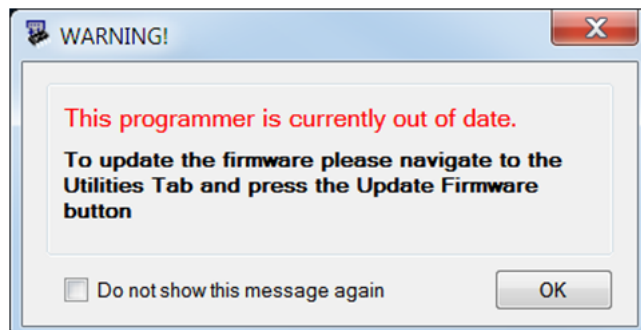 WARNING!
This programmer is currently out of date.
To update the firmware please navigate to the
Utilities Tab and press the Update Firmware
button
Do not show this message again
OK